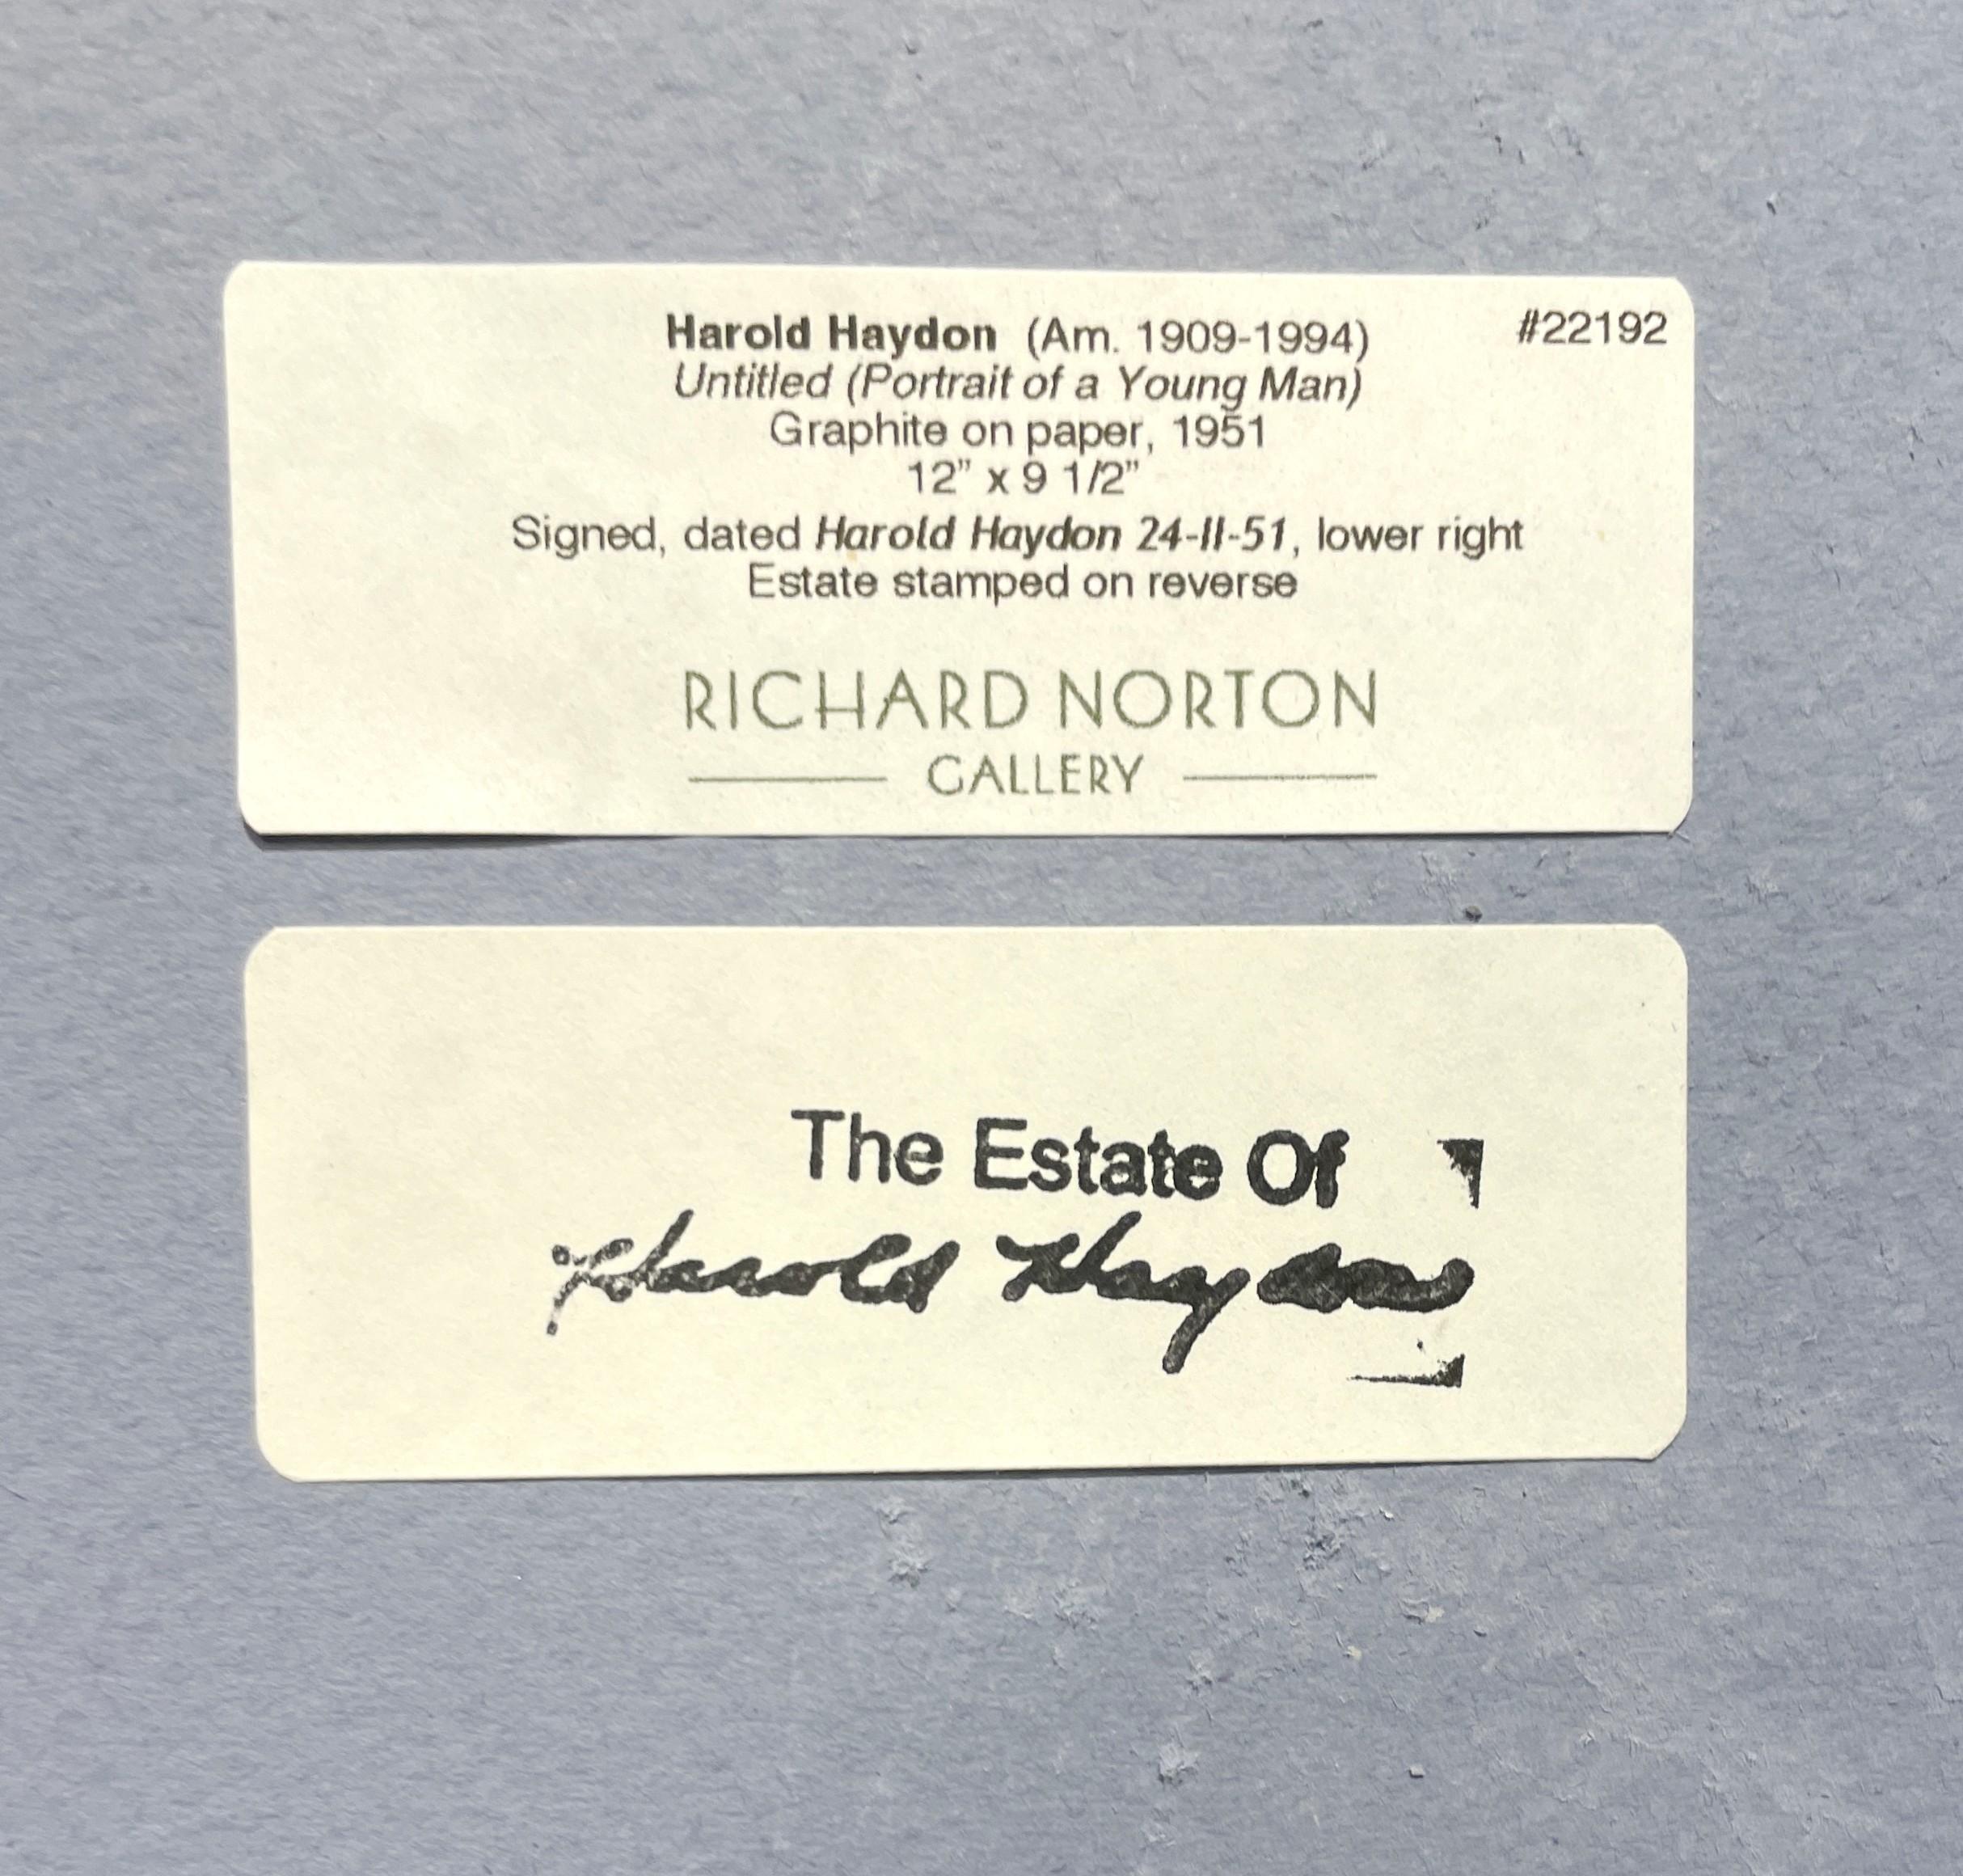 Harold Haydon (Am. 1909-1994) #22192
Untitled (Portrait of a Young Man)
Graphite on paper, 1951
12" x 9 1/2"
Signed, dated Harold Haydon 24-II-51, lower right
Estate stamped on reverse
RICHARD NORTON
GALLERY
The Estate Of
Harold Haydon